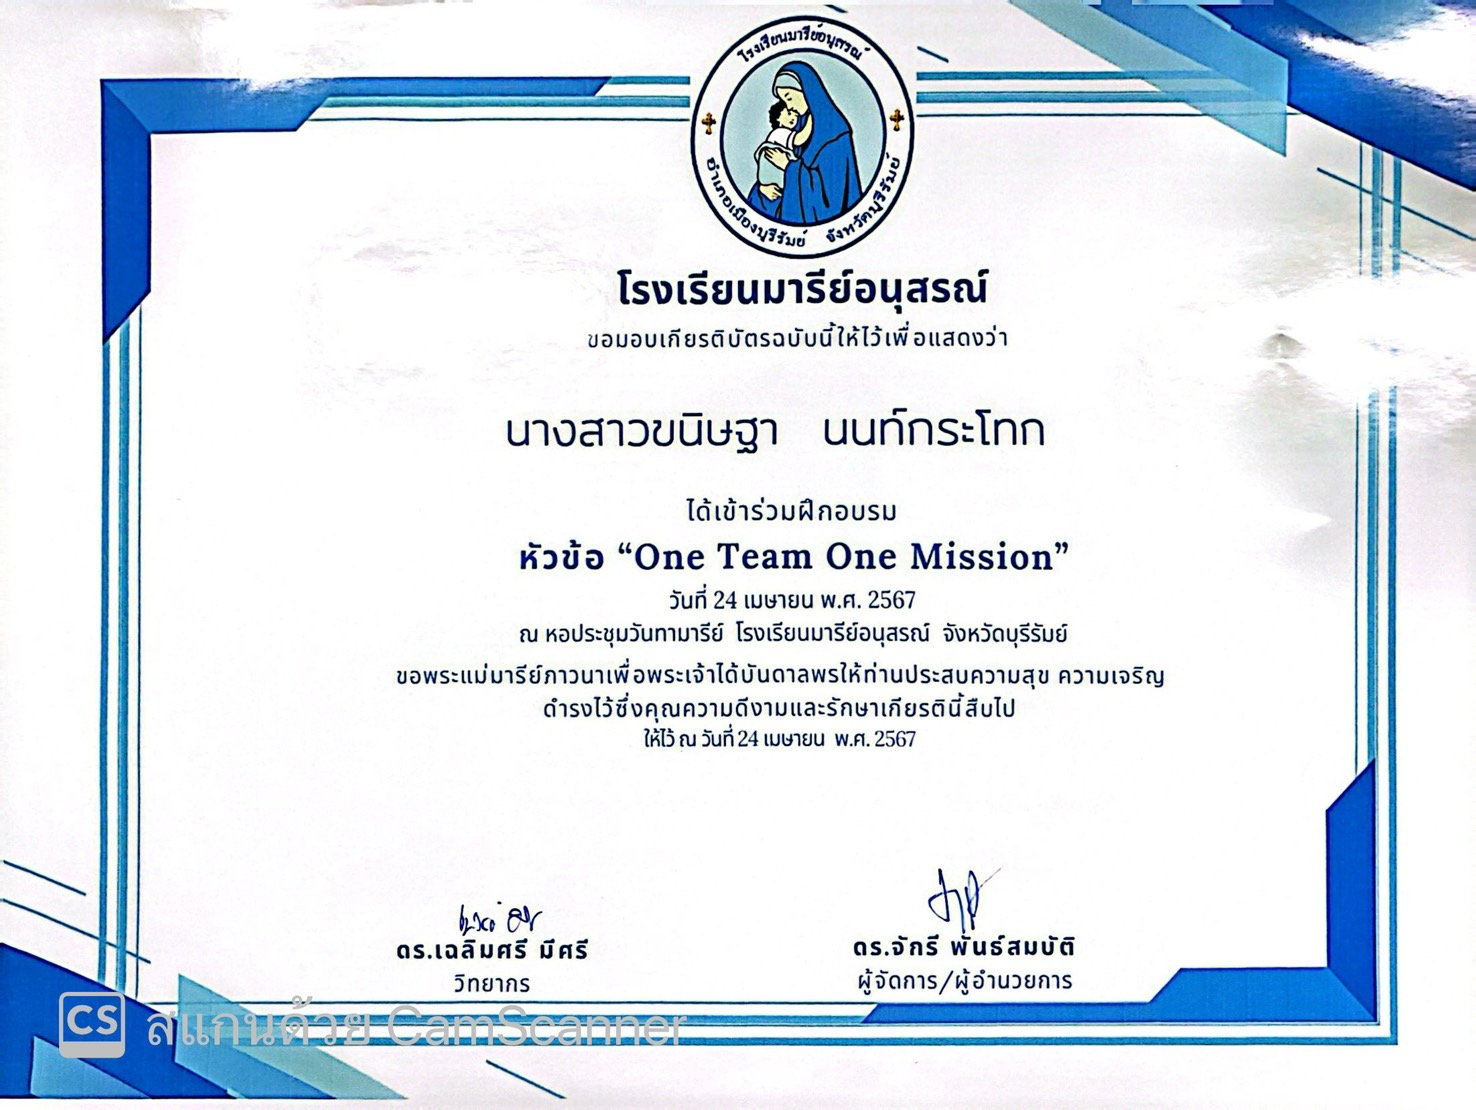 โรงเรียนมารีย์อนุสรณ์
อำเภอเมืองบุรีรัมย์ จังหวัดบุรีรัมย์
โรงเรียนมารีย์อนุสรณ์
ขอมอบเกียรติบัตรฉบับนี้ให้ไว้เพื่อแสดงว่า
นางสาวขนิษฐา นนท์กระโทก
ได้เข้าร่วมฝึกอบรม
หัวข้อ “One Team One Mission”
วันที่ 24 เมษายน พ.ศ. 2567
ณ หอประชุมวันทามารีย์ โรงเรียนมารีย์อนุสรณ์ จังหวัดบุรีรัมย์
ขอพระแม่มารีย์ภาวนาเพื่อพระเจ้าได้บันดาลพรให้ท่านประสบความสุข ความเจริญ
ดำรงไว้ซึ่งคุณความดีงามและรักษาเกียรตินี้สืบไป
ให้ไว้ ณ วันที่ 24 เมษายน พ.ศ. 2567
ดร.เฉลิมศรี มีศรี
วิทยากร
ดร.จักรี พันธ์สมบัติ
ผู้จัดการ/ผู้อำนวยการ
CS สแกนด้วย CamScanner